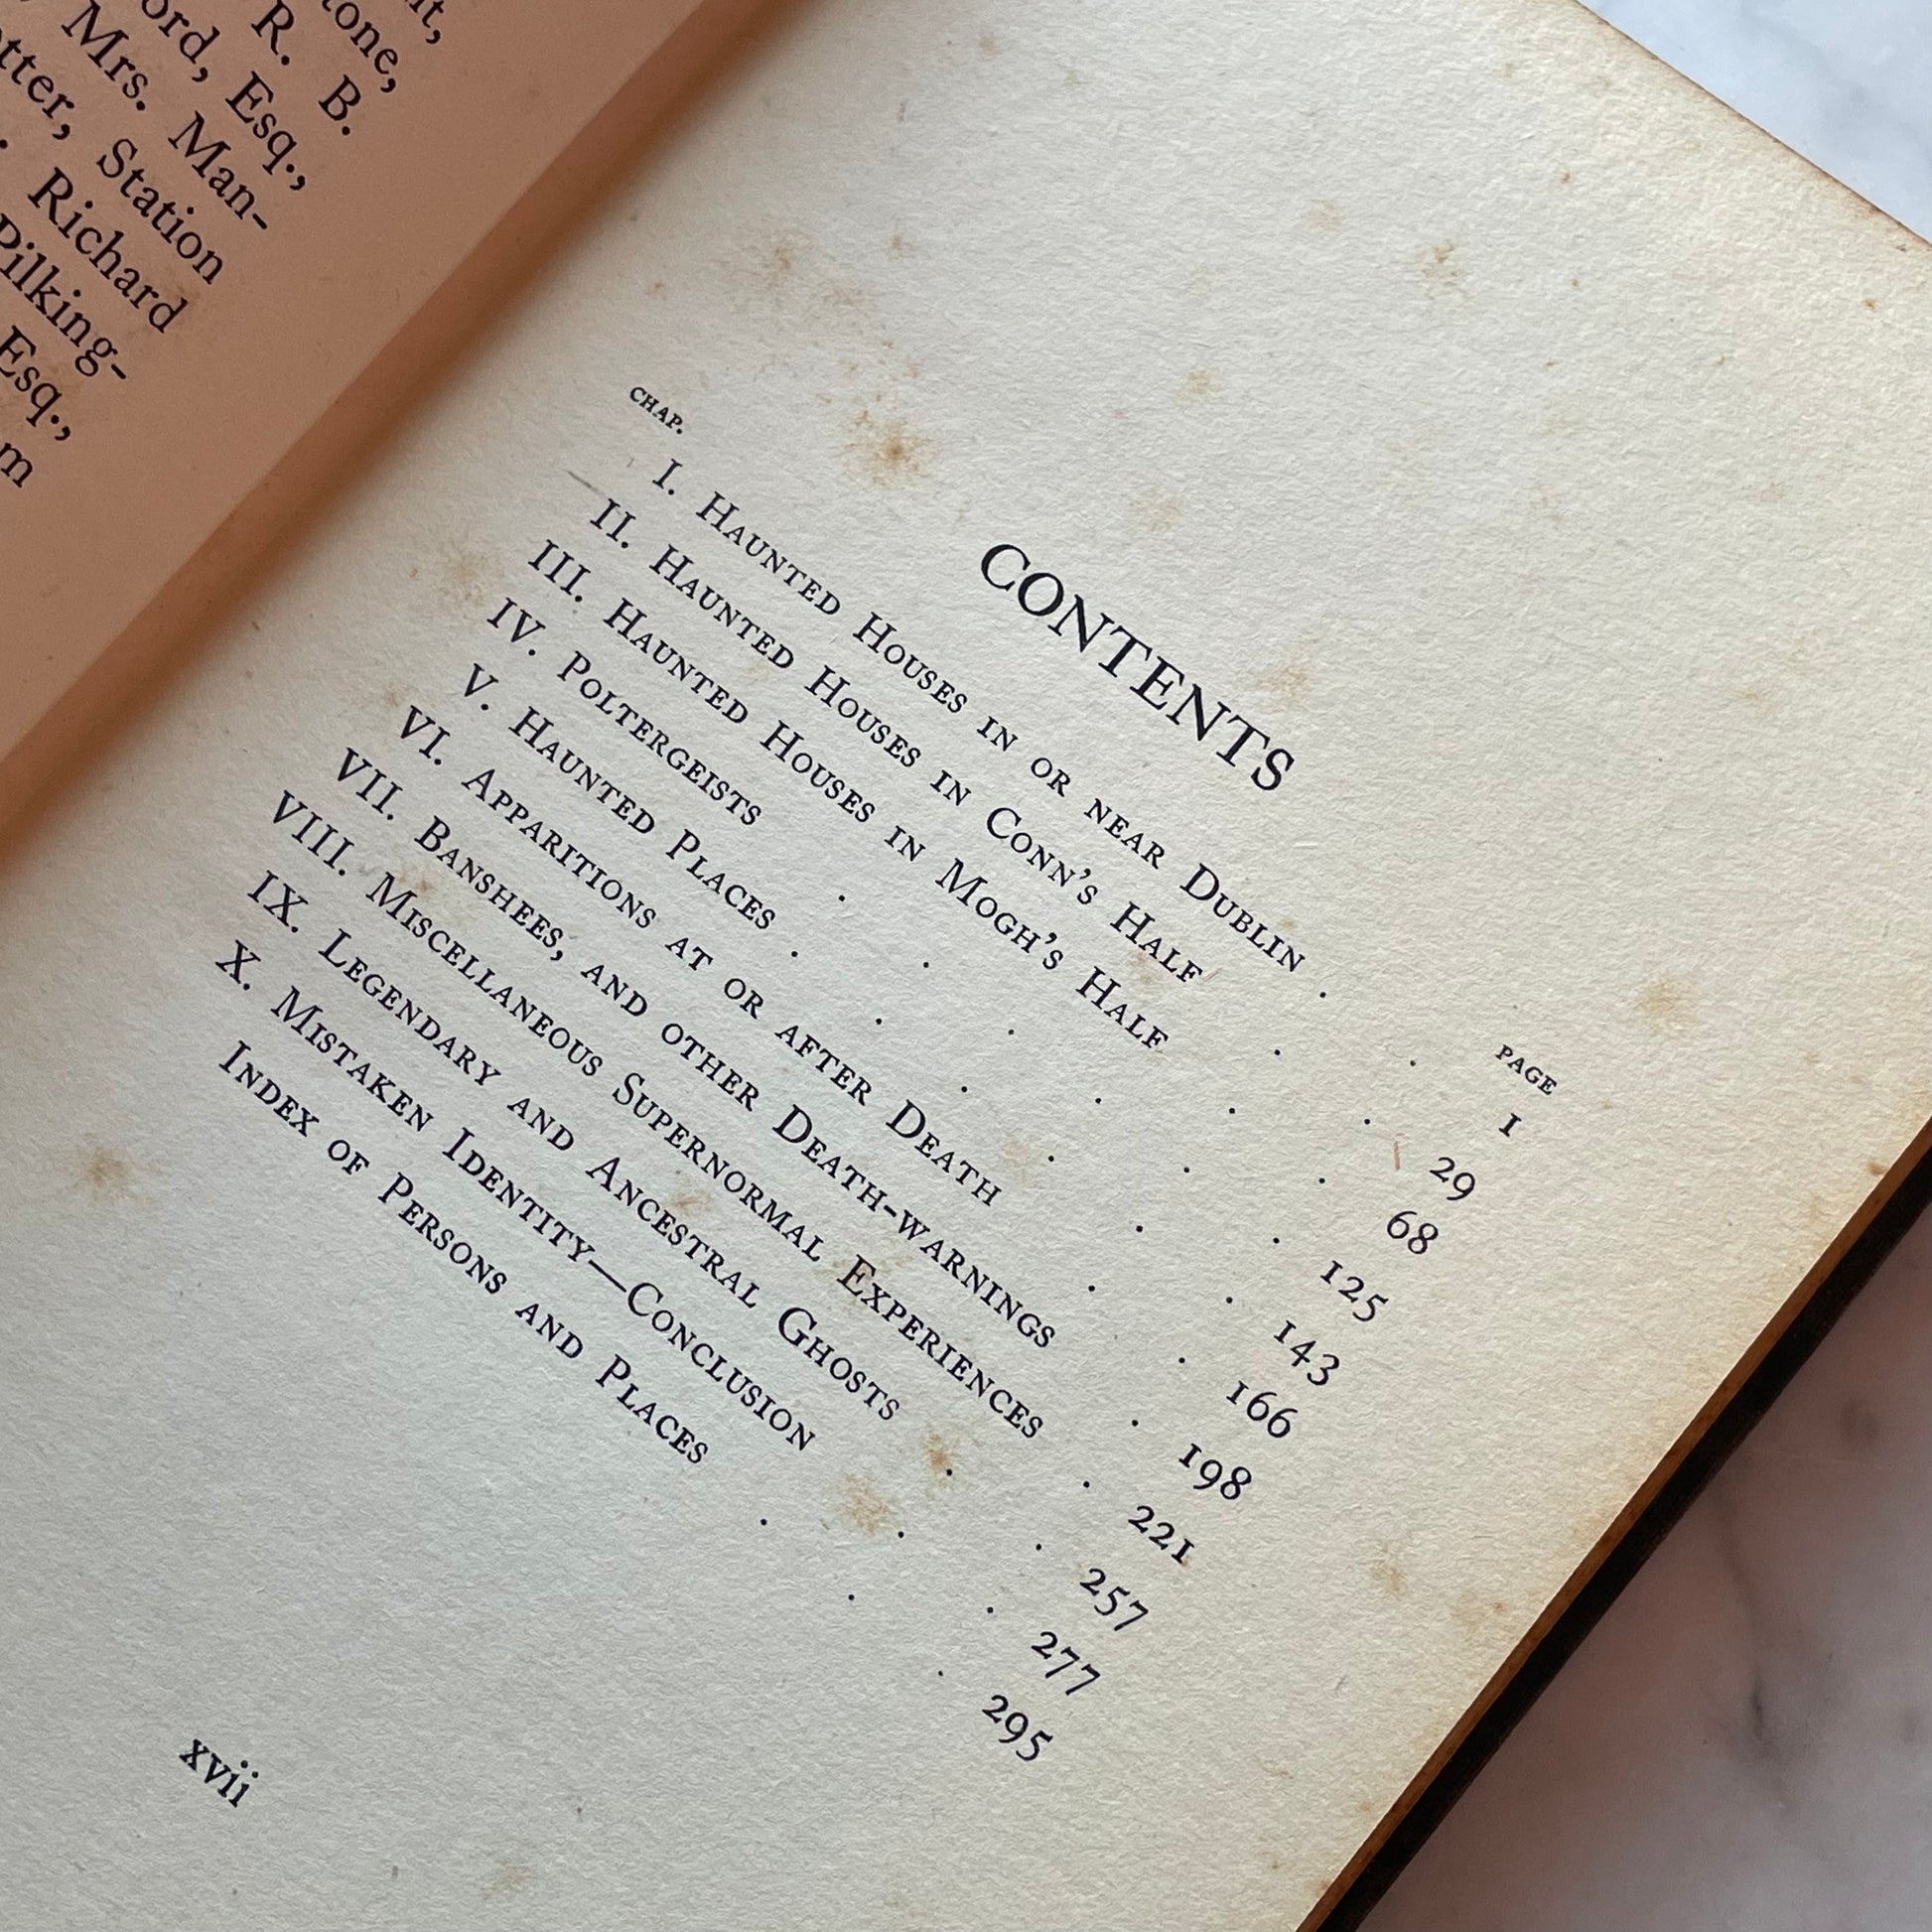 nt,
tone,
R. B.
ord, Esq.,
Mrs. Man-
tter, Station
Richard
Pilking-
Esq.,
m
CONTENTS
CHAP. PAGE
I. Haunted Houses in or near Dublin . . 1
II. Haunted Houses in Conn's Half . . 29
III. Haunted Houses in Mogh's Half . . 68
IV. Poltergeists . . . . . 125
V. Haunted Places . . . . . 143
VI. Apparitions at or after Death . . 166
VII. Banshees, and other Death-warnings . 198
VIII. Miscellaneous Supernormal Experiences . 221
IX. Legendary and Ancestral Ghosts . . 257
X. Mistaken Identity—Conclusion . . 277
Index of Persons and Places . . . 295
xvii